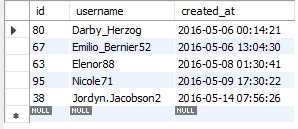 id username created_at
80 Darby_Herzog 2016-05-06 00:14:21
67 Emilio_Bernier52 2016-05-06 13:04:30
63 Elenor88 2016-05-08 01:30:41
95 Nicole71 2016-05-09 17:30:22
38 Jordyn.Jacobson2 2016-05-14 07:56:26
NULL NULL NULL